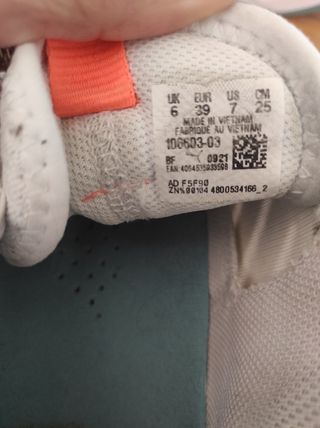 UK EUR US CM
6 39 7 25
MADE IN VIETNAM
FABRIQUE AU VIETNAM
106603-03
BF 0921
AD F5F90
4800534166_2